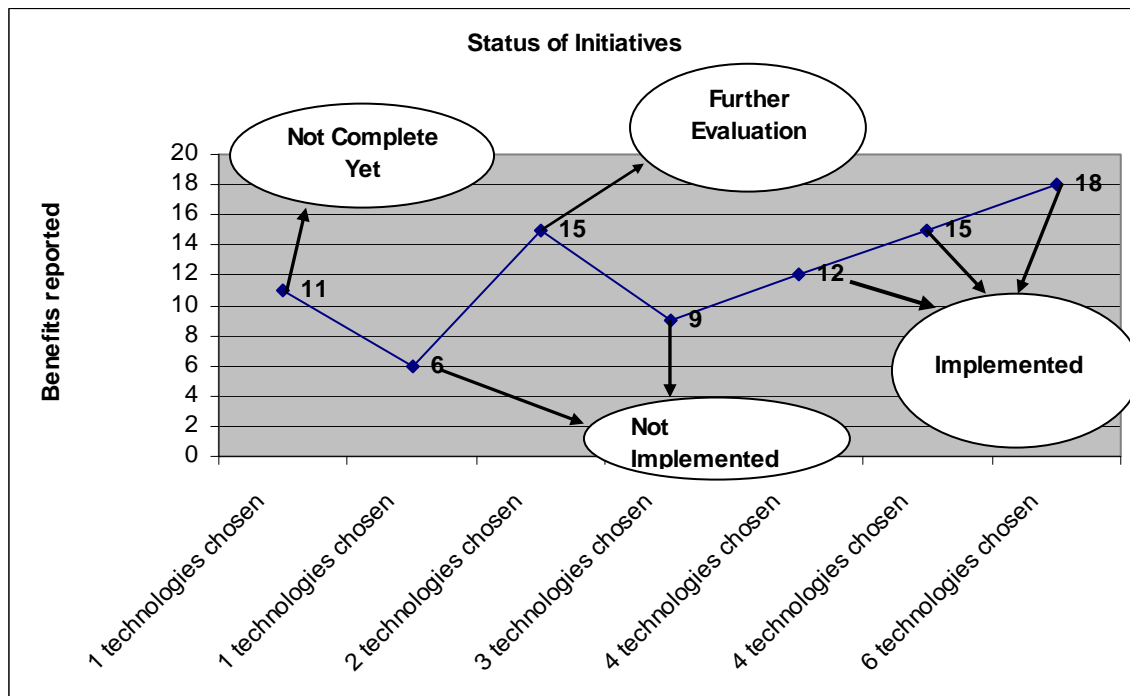 Status of Initiatives
Not Complete
Yet
Further
Evaluation
Benefits reported
20
18
16
14
12
10
8
6
4
2
0
11
6
15
9
12
15
18
Not
Implemented
Implemented
1 technologies chosen
1 technologies chosen
2 technologies chosen
3 technologies chosen
4 technologies chosen
4 technologies chosen
6 technologies chosen